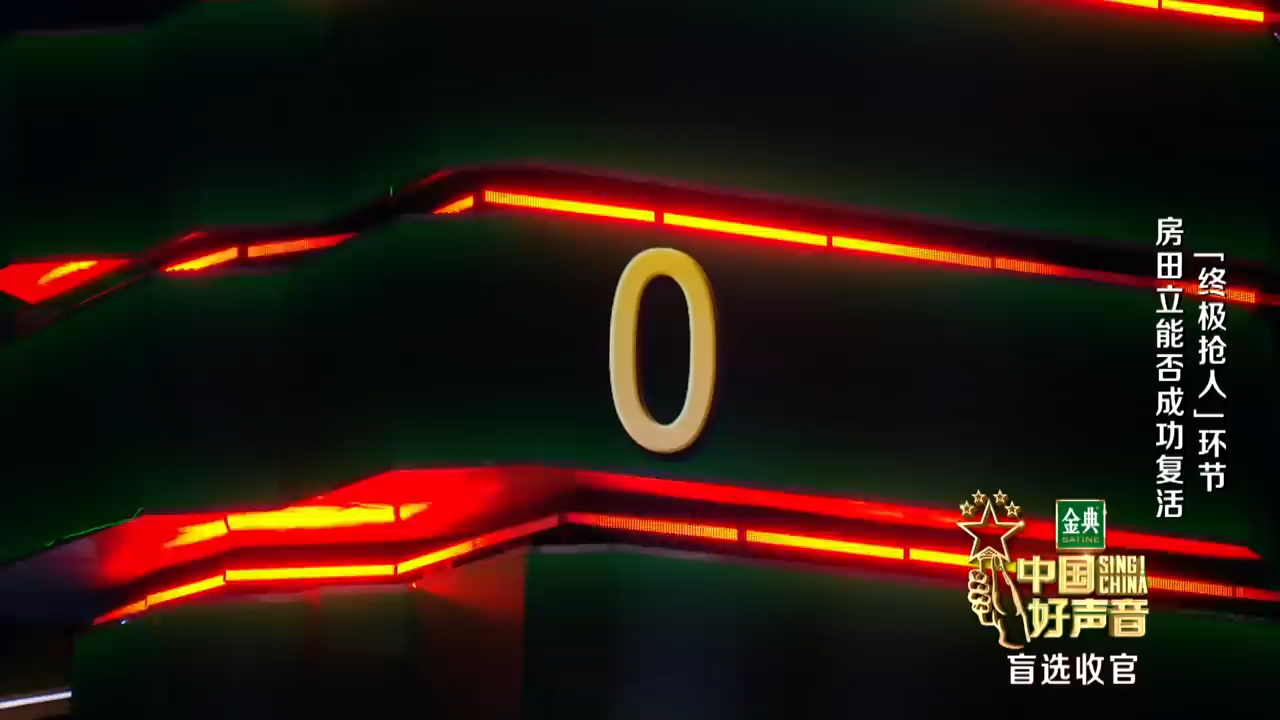 0
「终极抢人」环节
房田立能否成功复活
金典
SATINE
中国
SING!
CHINA
好声音
盲选收官